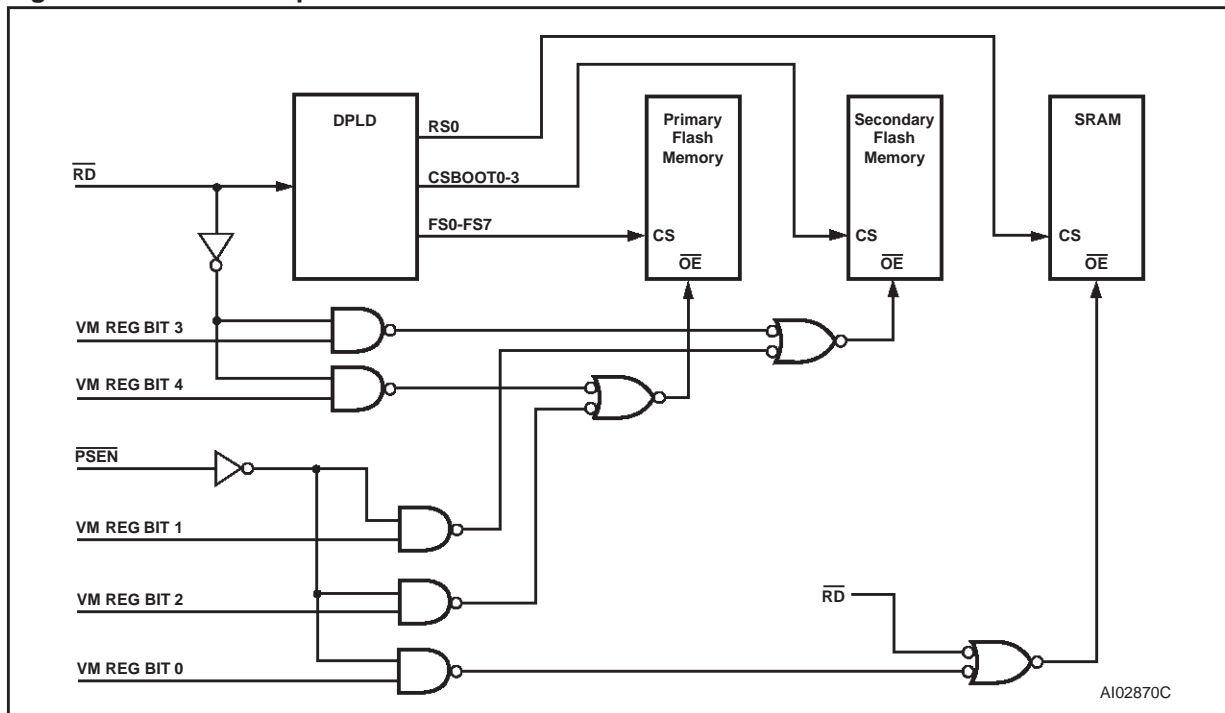 DPLD
RS0
CSBOOT0-3
FS0-FS7
Primary
Flash
Memory
CS
OE
Secondary
Flash
Memory
CS
OE
SRAM
CS
OE
RD
VM REG BIT 3
VM REG BIT 4
PSEN
VM REG BIT 1
VM REG BIT 2
VM REG BIT 0
RD
AI02870C